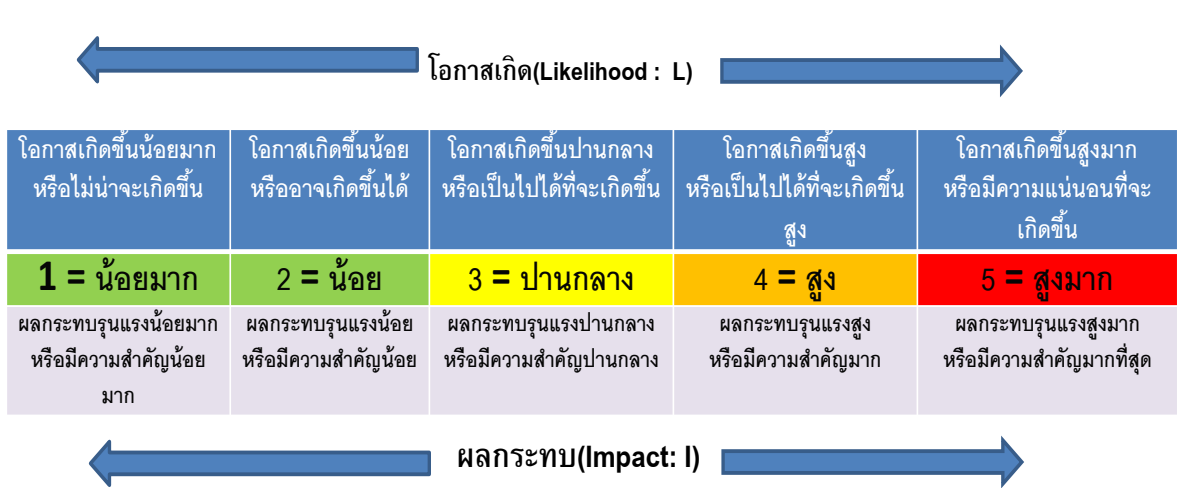 โอกาสเกิด(Likelihood : L)
โอกาสเกิดขึ้นน้อยมาก
หรือไม่น่าจะเกิดขึ้น
โอกาสเกิดขึ้นน้อย
หรืออาจเกิดขึ้นได้
โอกาสเกิดขึ้นปานกลาง
หรือเป็นไปได้ที่จะเกิดขึ้น
โอกาสเกิดขึ้นสูง
หรือเป็นไปได้ที่จะเกิดขึ้น
สูง
โอกาสเกิดขึ้นสูงมาก
หรือมีความแน่นอนที่จะ
เกิดขึ้น
1 = น้อยมาก
2 = น้อย
3 = ปานกลาง
4 = สูง
5 = สูงมาก
ผลกระทบรุนแรงน้อยมาก
หรือมีความสำคัญน้อย
มาก
ผลกระทบรุนแรงน้อย
หรือมีความสำคัญน้อย
ผลกระทบรุนแรงปานกลาง
หรือมีความสำคัญปานกลาง
ผลกระทบรุนแรงสูง
หรือมีความสำคัญมาก
ผลกระทบรุนแรงสูงมาก
หรือมีความสำคัญมากที่สุด
ผลกระทบ(Impact: I)